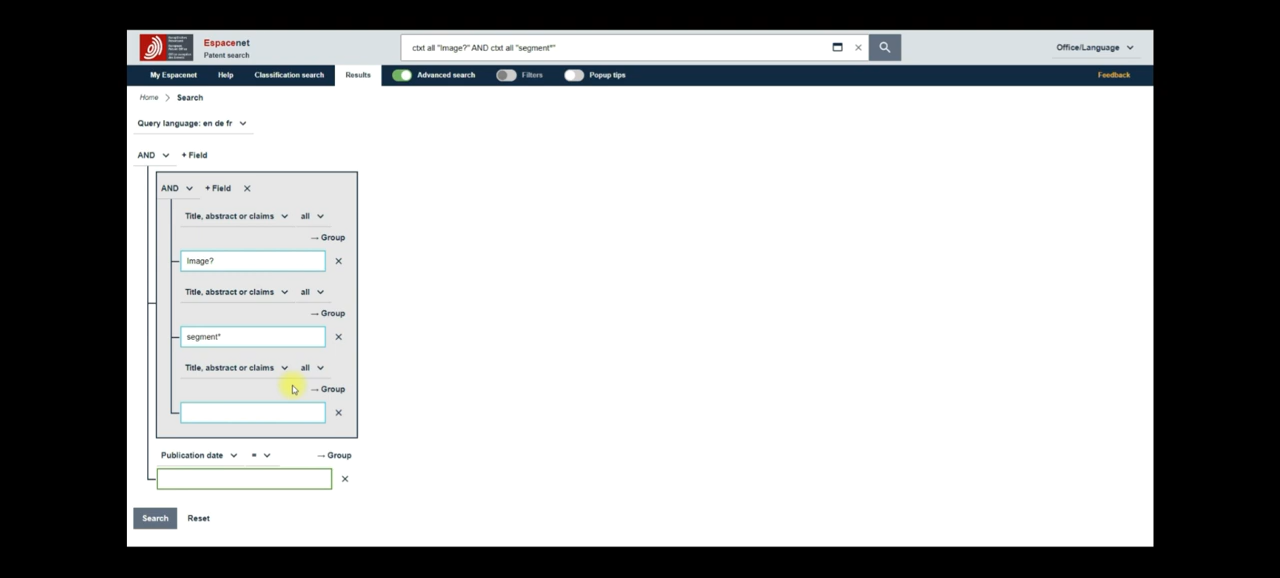 Espacenet
Patent search
ctxt all "Image?" AND ctxt all "segment*"
Office/Language
My Espacenet Help Classification search Results Advanced search Filters Popup tips Feedback
Home > Search
Query language: en de fr
AND + Field
AND + Field
Title, abstract or claims all
→ Group
Image?
Title, abstract or claims all
→ Group
segment*
Title, abstract or claims all
→ Group
Publication date = → Group
Search Reset